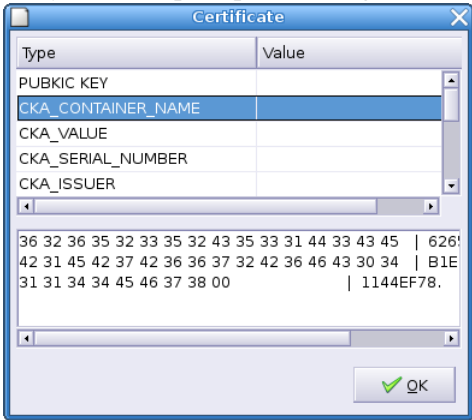 Certificate
Type Value
PUBKIC KEY
CKA_CONTAINER_NAME
CKA_VALUE
CKA_SERIAL_NUMBER
CKA_ISSUER
36 32 36 35 32 33 35 32 43 35 33 31 44 33 43 45 | 6265
42 31 45 42 37 42 36 36 37 32 42 36 46 43 30 34 | B1E
31 31 34 34 45 46 37 38 00 | 1144EF78.
OK